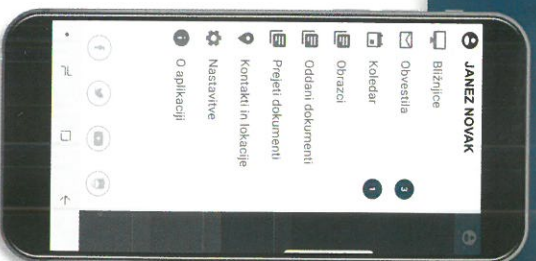 JANEZ NOVAK
Bližnjice
Obvestila 3
Koledar 1
Obrazci
Oddani dokumenti
Prejeti dokumenti
Kontakti in lokacije
Nastavitve
O aplikaciji